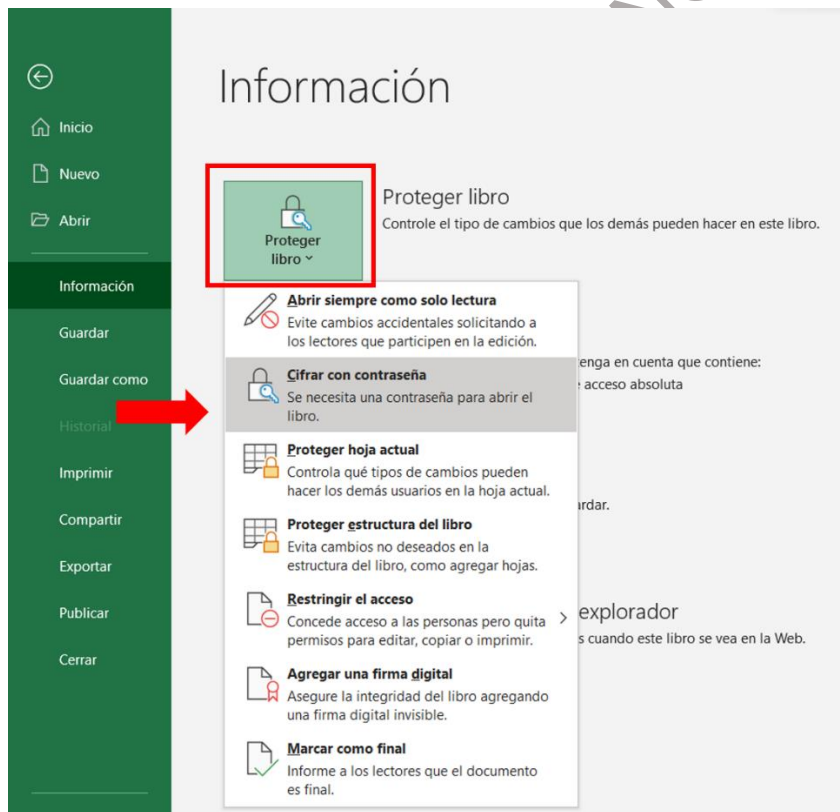 Información
Inicio
Nuevo
Abrir
Información
Guardar
Guardar como
Historial
Imprimir
Compartir
Exportar
Publicar
Cerrar
Proteger
libro
Proteger libro
Controle el tipo de cambios que los demás pueden hacer en este libro.
Abrir siempre como solo lectura
Evite cambios accidentales solicitando a
los lectores que participen en la edición.
Cifrar con contraseña
Se necesita una contraseña para abrir el
libro.
Proteger hoja actual
Controla qué tipos de cambios pueden
hacer los demás usuarios en la hoja actual.
Proteger estructura del libro
Evita cambios no deseados en la
estructura del libro, como agregar hojas.
Restringir el acceso
Concede acceso a las personas pero quita
permisos para editar, copiar o imprimir.
Agregar una firma digital
Asegure la integridad del libro agregando
una firma digital invisible.
Marcar como final
Informe a los lectores que el documento
es final.
enga en cuenta que contiene:
acceso absoluta
ardar.
explorador
s cuando este libro se vea en la Web.